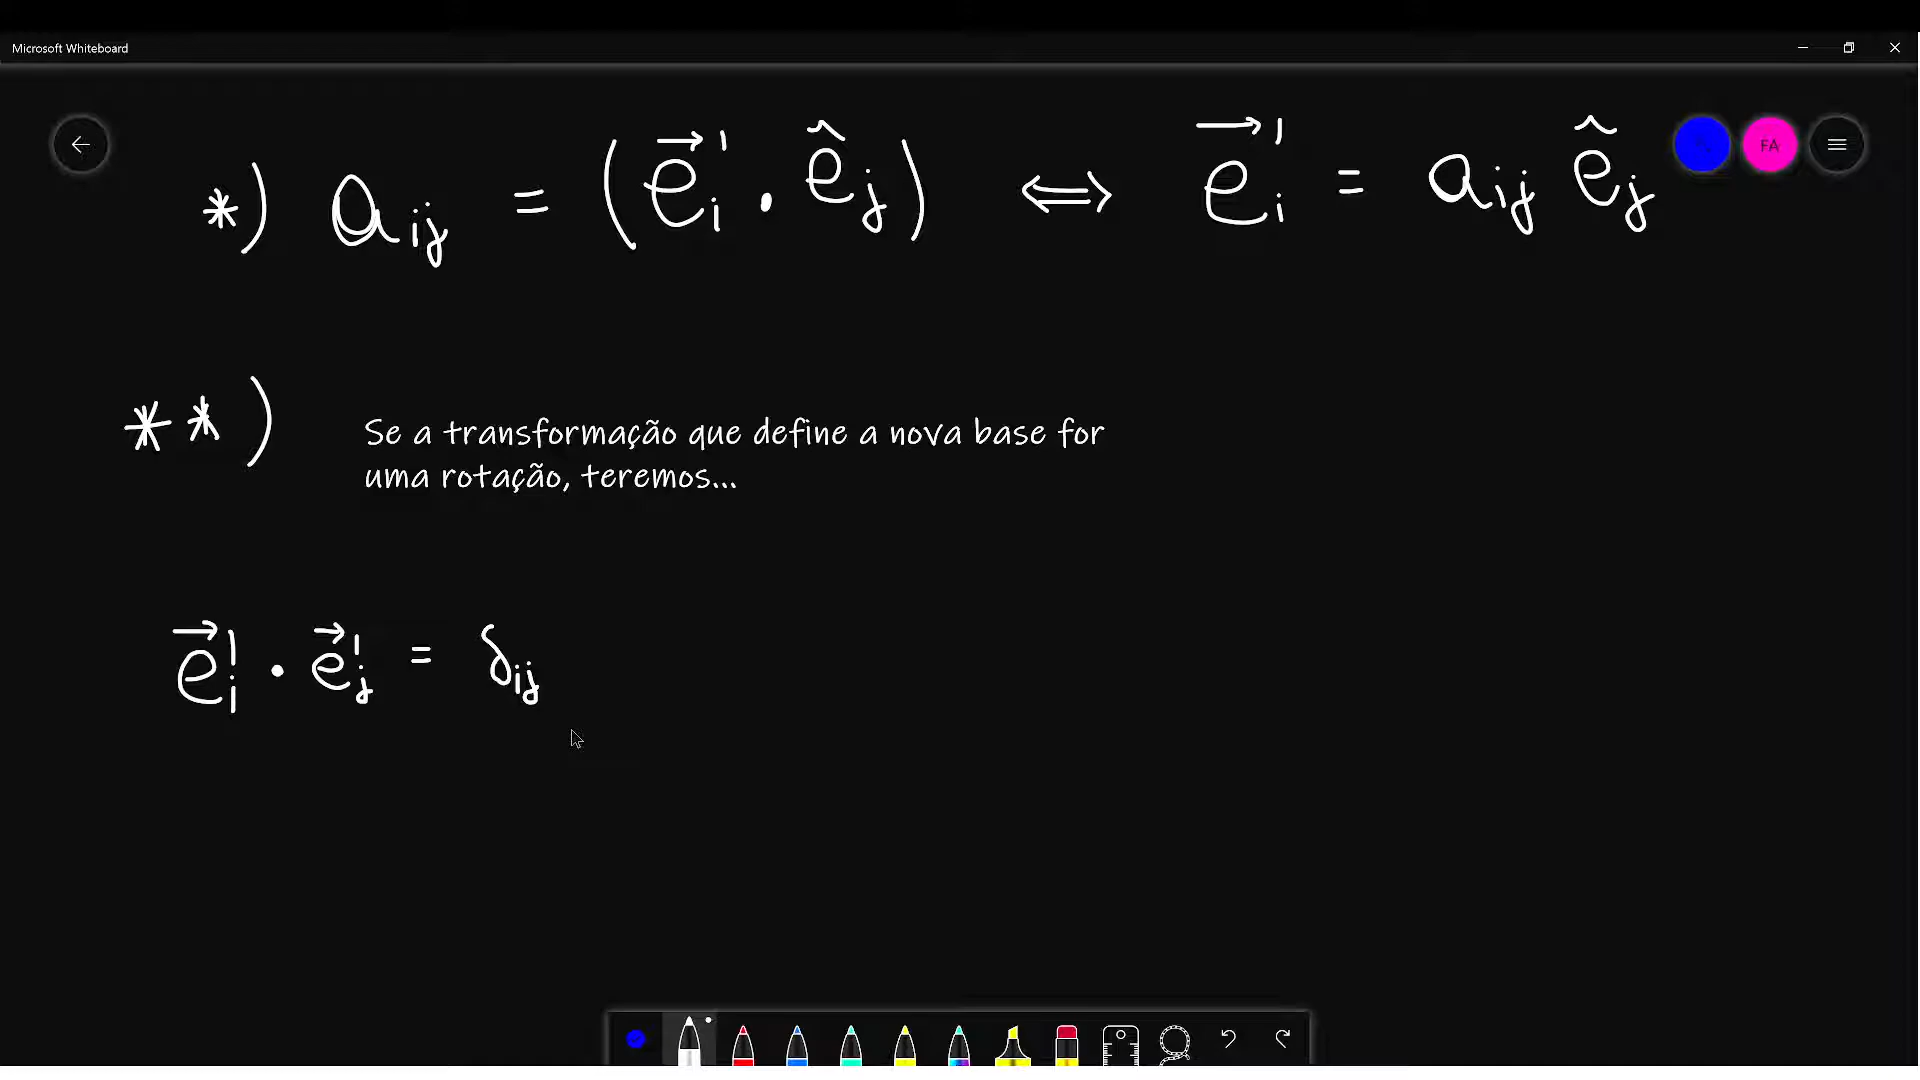 Microsoft Whiteboard
*) aᵢⱼ = (e⃗ᵢ' · êⱼ) ⟺ e⃗ᵢ' = aᵢⱼ êⱼ
FA
**) Se a transformação que define a nova base for
uma rotação, teremos...
e⃗ᵢ' · e⃗ⱼ' = δᵢⱼ